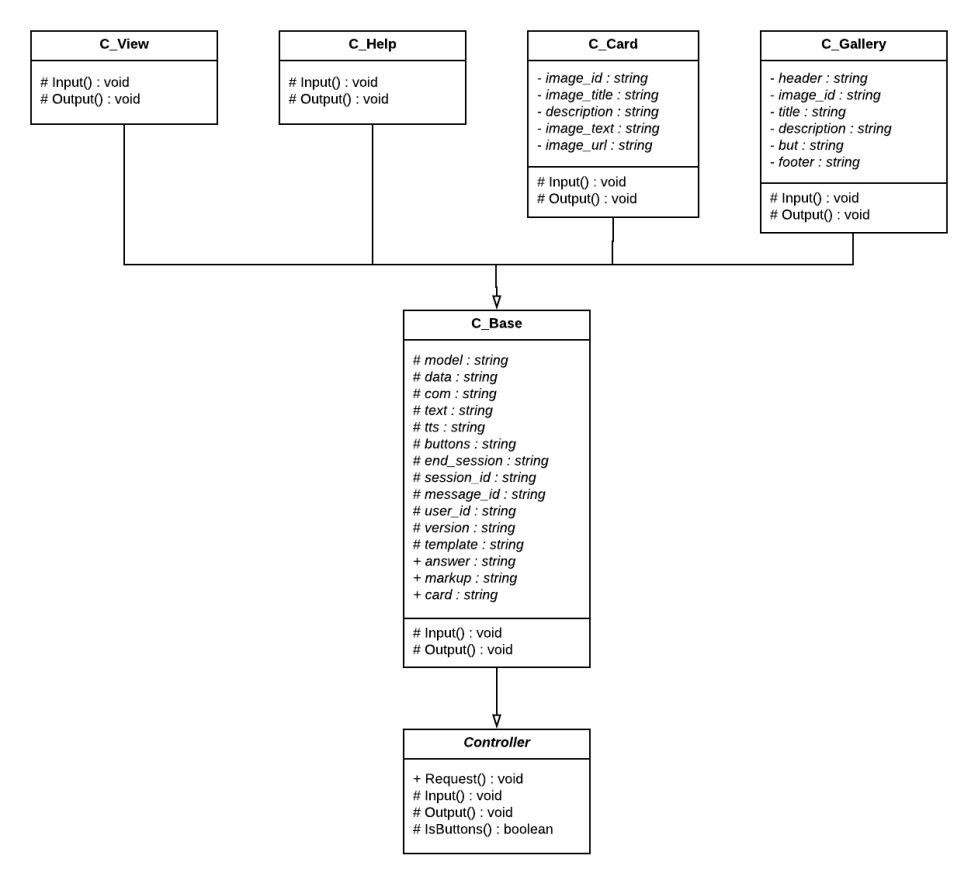 C_View
# Input() : void
# Output() : void
C_Help
# Input() : void
# Output() : void
C_Card
- image_id : string
- image_title : string
- description : string
- image_text : string
- image_url : string
# Input() : void
# Output() : void
C_Gallery
- header : string
- image_id : string
- title : string
- description : string
- but : string
- footer : string
# Input() : void
# Output() : void
C_Base
# model : string
# data : string
# com : string
# text : string
# tts : string
# buttons : string
# end_session : string
# session_id : string
# message_id : string
# user_id : string
# version : string
# template : string
+ answer : string
+ markup : string
+ card : string
# Input() : void
# Output() : void
Controller
+ Request() : void
# Input() : void
# Output() : void
# IsButtons() : boolean